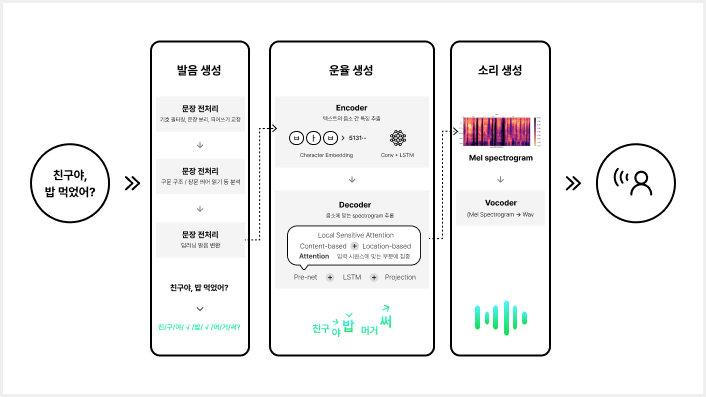 친구야,
밥 먹었어?
발음 생성
문장 전처리
기호 필터링, 문장 분리, 띄어쓰기 교정
문장 전처리
구문 구조 / 장문 끊어 읽기 등 분석
문장 전처리
딥러닝 발음 변환
친구야, 밥 먹었어?
친/구/야/ √ /밥/ √ /머/거/써?
운율 생성
Encoder
텍스트의 음소 간 특징 추출
ㅂ ㅏ ㅂ > 5131··
Character Embedding
Conv + LSTM
Decoder
음소에 맞는 spectrogram 추론
Local Sensitive Attention
Content-based + Location-based
Attention 입력 시퀀스에 맞는 부분에 집중
Pre-net + LSTM + Projection
친구 야 밥 머거 써
소리 생성
Mel spectrogram
Vocoder
(Mel Spectrogram → Wav